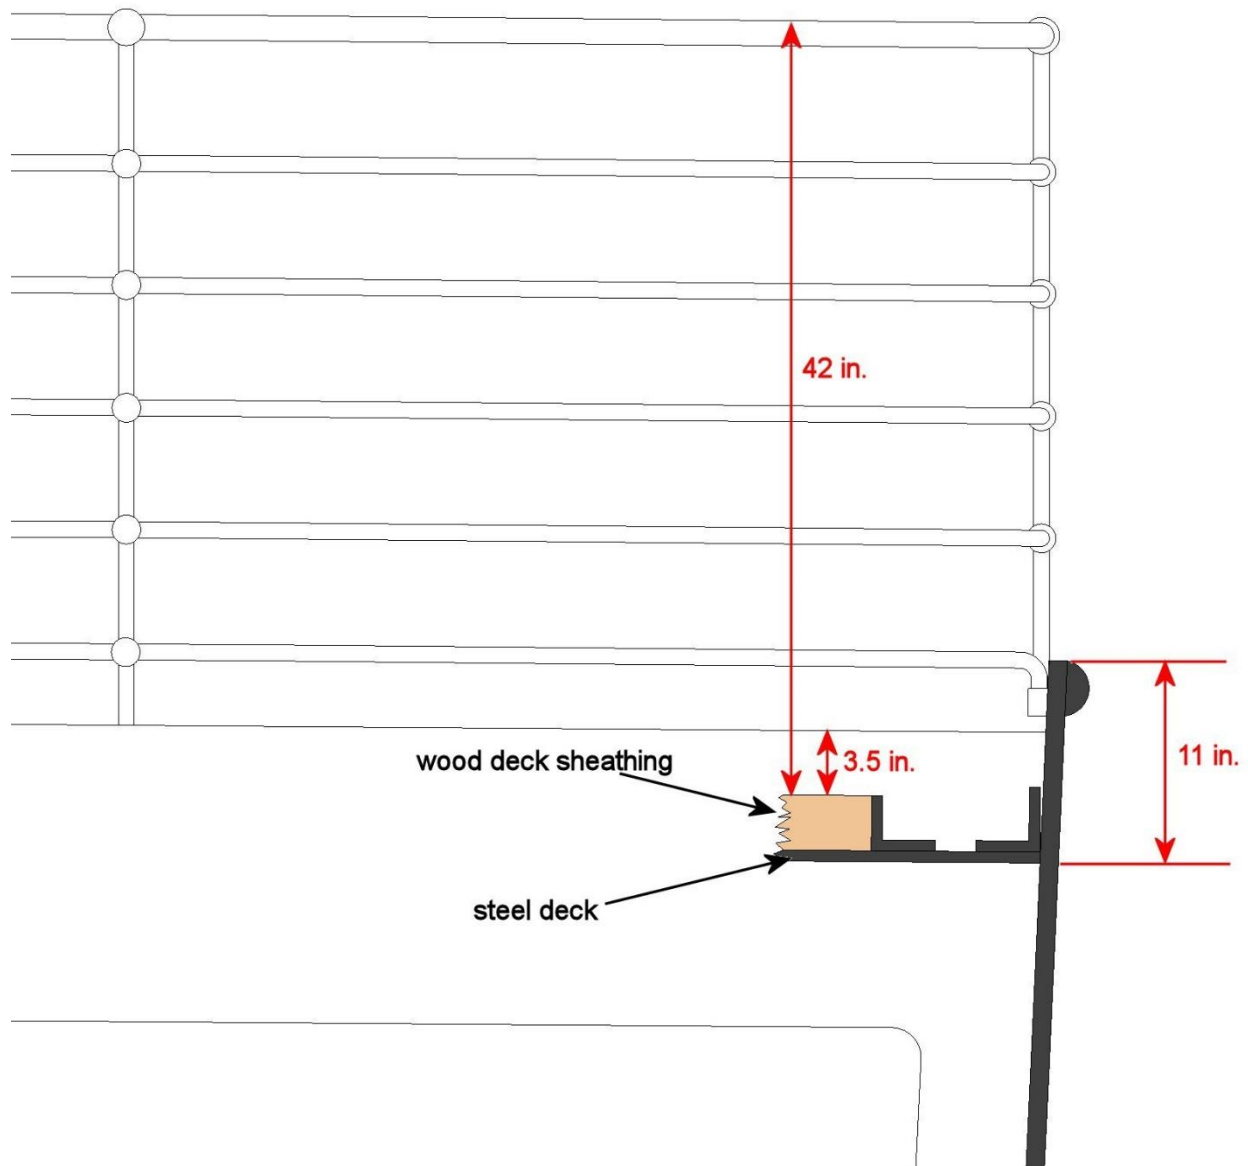 42 in.
wood deck sheathing
3.5 in.
11 in.
steel deck